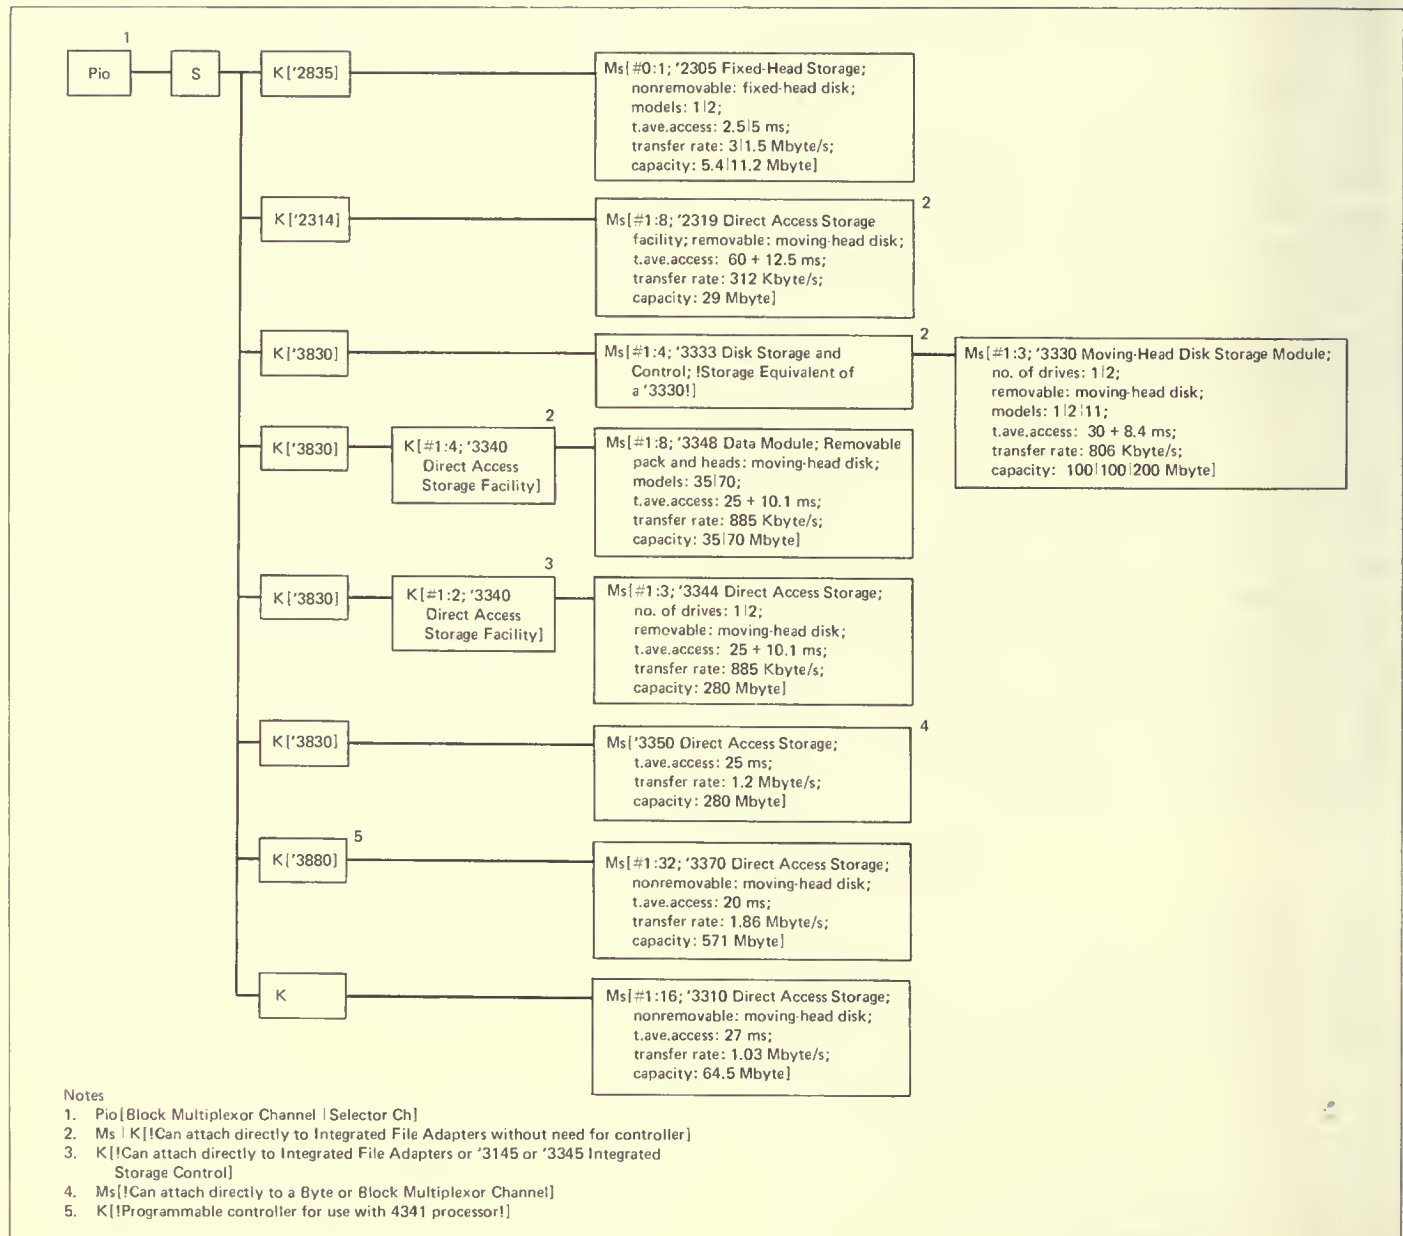 1
Pio
S
K['2835]
Ms[#0:1; '2305 Fixed-Head Storage;
nonremovable: fixed-head disk;
models: 1|2;
t.ave.access: 2.5|5 ms;
transfer rate: 3|1.5 Mbyte/s;
capacity: 5.4|11.2 Mbyte]
K['2314]
2
Ms[#1:8; '2319 Direct Access Storage
facility; removable: moving-head disk;
t.ave.access: 60 + 12.5 ms;
transfer rate: 312 Kbyte/s;
capacity: 29 Mbyte]
K['3830]
2
Ms[#1:4; '3333 Disk Storage and
Control; !Storage Equivalent of
a '3330!]
Ms[#1:3; '3330 Moving-Head Disk Storage Module;
no. of drives: 1|2;
removable: moving-head disk;
models: 1|2|11;
t.ave.access: 30 + 8.4 ms;
transfer rate: 806 Kbyte/s;
capacity: 100|100|200 Mbyte]
K['3830]
2
K[#1:4; '3340
Direct Access
Storage Facility]
Ms[#1:8; '3348 Data Module; Removable
pack and heads: moving-head disk;
models: 35|70;
t.ave.access: 25 + 10.1 ms;
transfer rate: 885 Kbyte/s;
capacity: 35|70 Mbyte]
K['3830]
3
K[#1:2; '3340
Direct Access
Storage Facility]
Ms[#1:3; '3344 Direct Access Storage;
no. of drives: 1|2;
removable: moving-head disk;
t.ave.access: 25 + 10.1 ms;
transfer rate: 885 Kbyte/s;
capacity: 280 Mbyte]
K['3830]
4
Ms['3350 Direct Access Storage;
t.ave.access: 25 ms;
transfer rate: 1.2 Mbyte/s;
capacity: 280 Mbyte]
K['3880]
5
Ms[#1:32; '3370 Direct Access Storage;
nonremovable: moving-head disk;
t.ave.access: 20 ms;
transfer rate: 1.86 Mbyte/s;
capacity: 571 Mbyte]
K
Ms[#1:16; '3310 Direct Access Storage;
nonremovable: moving-head disk;
t.ave.access: 27 ms;
transfer rate: 1.03 Mbyte/s;
capacity: 64.5 Mbyte]
Notes
1. Pio[Block Multiplexor Channel | Selector Ch]
2. Ms | K[!Can attach directly to Integrated File Adapters without need for controller]
3. K[!Can attach directly to Integrated File Adapters or '3145 or '3345 Integrated
Storage Control]
4. Ms[!Can attach directly to a Byte or Block Multiplexor Channel]
5. K[!Programmable controller for use with 4341 processor!]